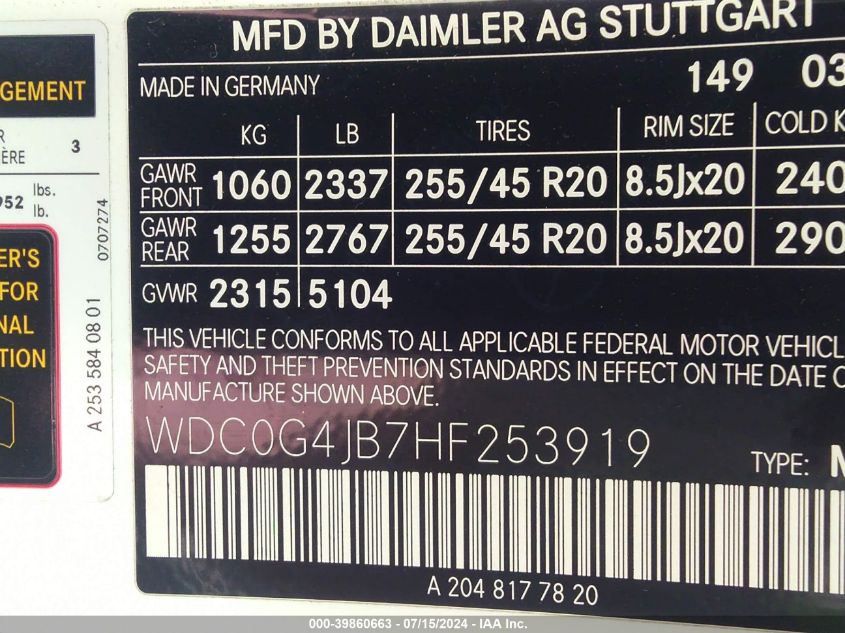 MFD BY DAIMLER AG STUTTGART
MADE IN GERMANY 149 03
KG LB TIRES RIM SIZE COLD K
GAWR FRONT 1060 2337 255/45 R20 8.5Jx20 240
GAWR REAR 1255 2767 255/45 R20 8.5Jx20 290
GVWR 2315 5104
THIS VEHICLE CONFORMS TO ALL APPLICABLE FEDERAL MOTOR VEHICL
SAFETY AND THEFT PREVENTION STANDARDS IN EFFECT ON THE DATE O
MANUFACTURE SHOWN ABOVE.
WDC0G4JB7HF253919
TYPE:
A 204 817 78 20
GEMENT
R
ÈRE 3
952 lbs.
lb.
0707274
ER'S
FOR
NAL
TION
A 253 584 08 01
000-39860663 - 07/15/2024 - IAA Inc.